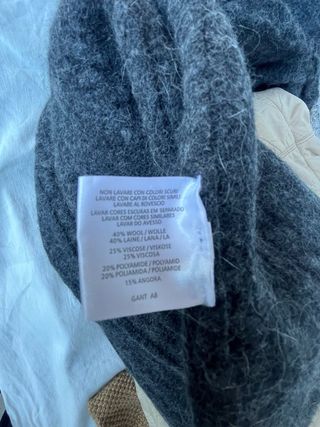 NON LAVARE CON COLORI SCURI
LAVARE CON CAPI DI COLORI SIMILI
LAVARE AL ROVESCIO
LAVAR CORES ESCURAS EM SEPARADO
LAVAR COM CORES SIMILARES
LAVAR DO AVESSO
40% WOOL / WOLLE
40% LAINE / LANA / LA
25% VISCOSE / VISKOSE
25% VISCOSA
20% POLYAMIDE / POLYAMID
20% POLIAMIDA / POLIAMIDE
15% ANGORA
GANT AB